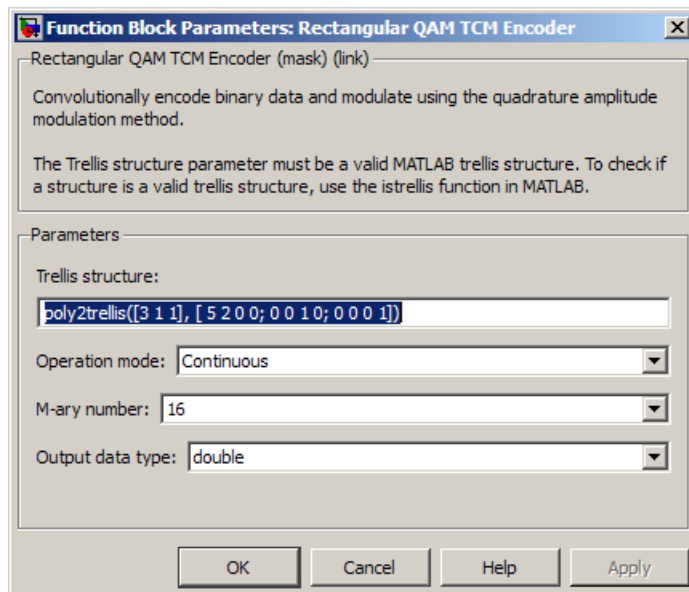 Function Block Parameters: Rectangular QAM TCM Encoder
Rectangular QAM TCM Encoder (mask) (link)
Convolutionally encode binary data and modulate using the quadrature amplitude
modulation method.
The Trellis structure parameter must be a valid MATLAB trellis structure. To check if
a structure is a valid trellis structure, use the istrellis function in MATLAB.
Parameters
Trellis structure:
poly2trellis([3 1 1], [ 5 2 0 0; 0 0 1 0; 0 0 0 1])
Operation mode: Continuous
M-ary number: 16
Output data type: double
OK Cancel Help Apply